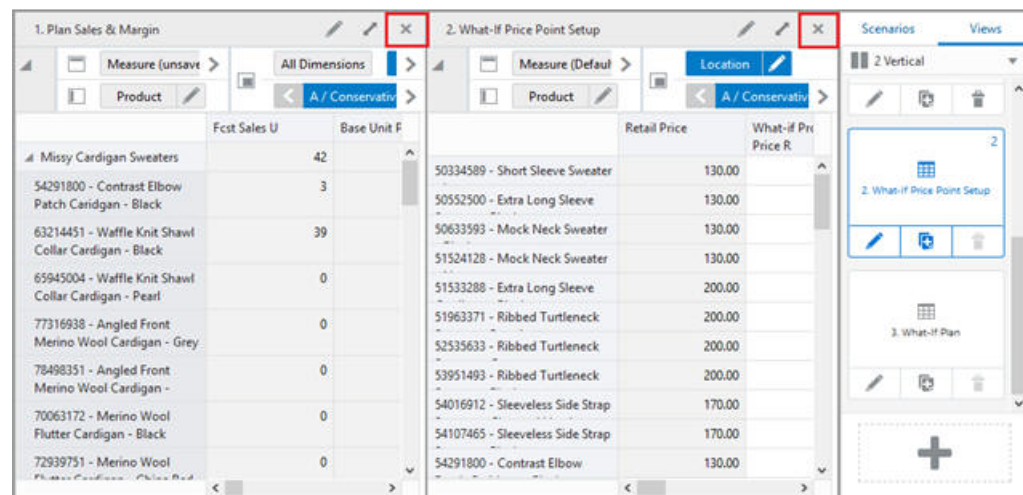 1. Plan Sales & Margin
Measure (unsave
All Dimensions
Product
A / Conservativ
Fcst Sales U
Base Unit P
Missy Cardigan Sweaters
42
54291800 - Contrast Elbow
3
Patch Caridgan - Black
63214451 - Waffle Knit Shawl
39
Collar Cardigan - Black
65945004 - Waffle Knit Shawl
0
Collar Cardigan - Pearl
77316938 - Angled Front
0
Merino Wool Cardigan - Grey
78498351 - Angled Front
0
Merino Wool Cardigan -
70063172 - Merino Wool
0
Flutter Cardigan - Black
72939751 - Merino Wool
0
2. What-If Price Point Setup
Measure (Defaul
Location
Product
A / Conservativ
Retail Price
What-if Pro
Price R
50334589 - Short Sleeve Sweater
130.00
50552500 - Extra Long Sleeve
130.00
50633593 - Mock Neck Sweater
130.00
51524128 - Mock Neck Sweater
130.00
51533288 - Extra Long Sleeve
200.00
51963371 - Ribbed Turtleneck
200.00
52535633 - Ribbed Turtleneck
200.00
53951493 - Ribbed Turtleneck
200.00
54016912 - Sleeveless Side Strap
170.00
54107465 - Sleeveless Side Strap
170.00
54291800 - Contrast Elbow
130.00
Scenarios
Views
2 Vertical
2
2. What-If Price Point Setup
3. What-If Plan